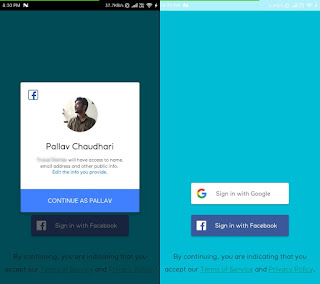 8:30 PM
37.7KB/s
Pallav Chaudhari
will have access to name,
email address and other public info.
Edit the info you provide.
CONTINUE AS PALLAV
Sign in with Facebook
By continuing, you are indicating that you
accept our Terms of Service and Privacy Policy.
Sign in with Google
Sign in with Facebook
By continuing, you are indicating that you
accept our Terms of Service and Privacy Policy.